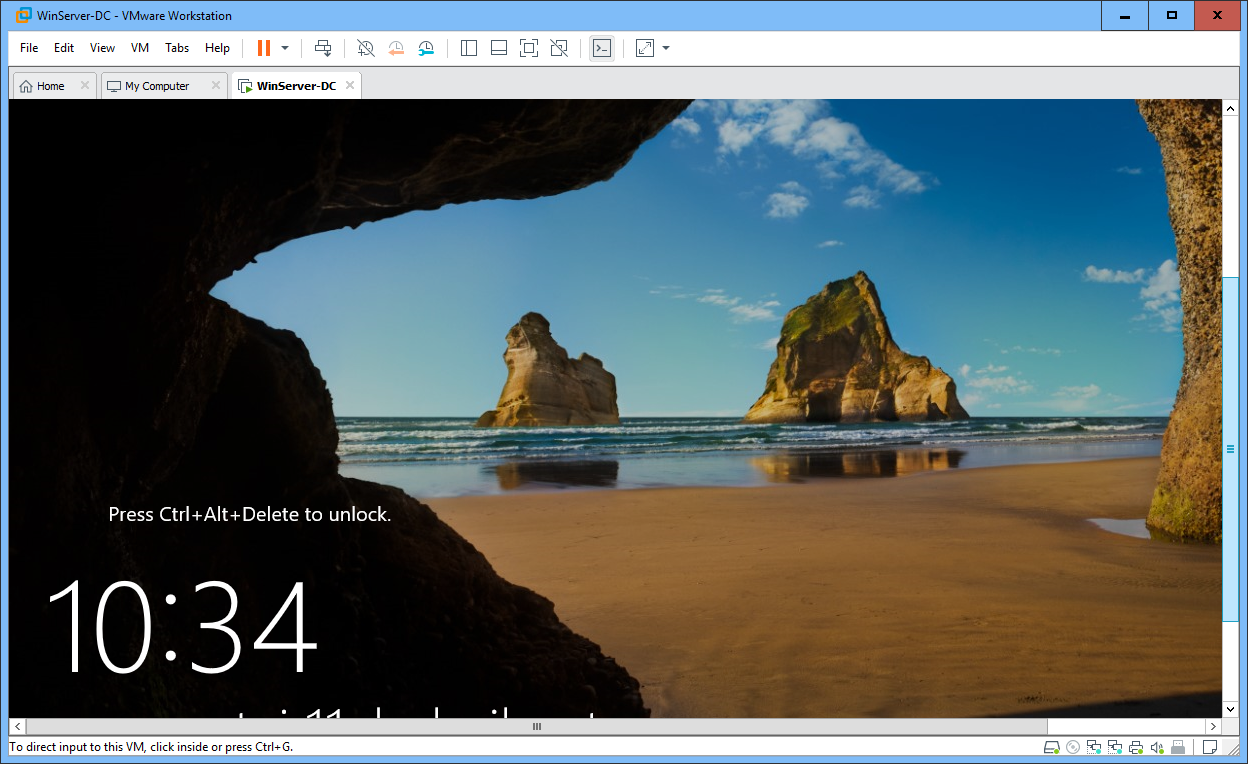 WinServer-DC - VMware Workstation
File Edit View VM Tabs Help
Home My Computer WinServer-DC
Press Ctrl+Alt+Delete to unlock.
10:34
To direct input to this VM, click inside or press Ctrl+G.